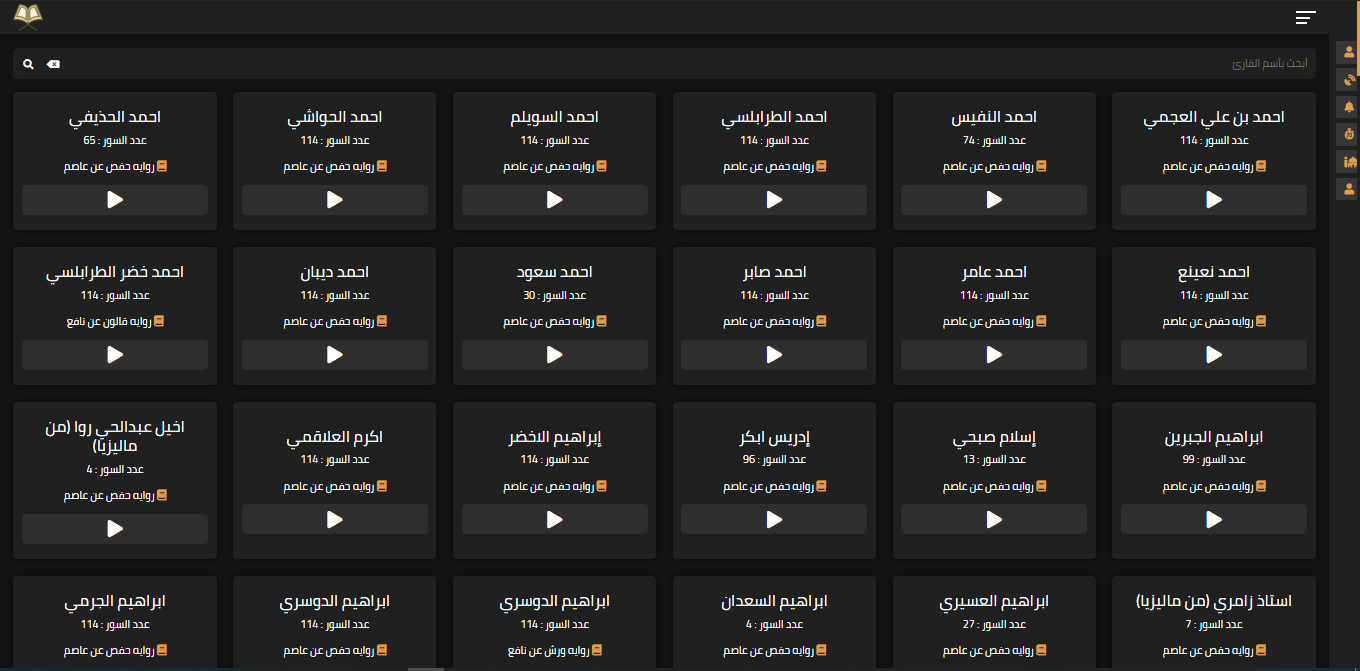 أبحث بأسم القارئ
احمد بن علي العجمي
عدد السور : 114
روايه حفص عن عاصم
احمد النفيس
عدد السور : 74
روايه حفص عن عاصم
احمد الطرابلسي
عدد السور : 114
روايه حفص عن عاصم
احمد السويلم
عدد السور : 114
روايه حفص عن عاصم
احمد الحواشي
عدد السور : 114
روايه حفص عن عاصم
احمد الحذيفي
عدد السور : 65
روايه حفص عن عاصم
احمد نعينع
عدد السور : 114
روايه حفص عن عاصم
احمد عامر
عدد السور : 114
روايه حفص عن عاصم
احمد صابر
عدد السور : 114
روايه حفص عن عاصم
احمد سعود
عدد السور : 30
روايه حفص عن عاصم
احمد ديبان
عدد السور : 114
روايه حفص عن عاصم
احمد خضر الطرابلسي
عدد السور : 114
روايه قالون عن نافع
ابراهيم الجبرين
عدد السور : 99
روايه حفص عن عاصم
إسلام صبحي
عدد السور : 13
روايه حفص عن عاصم
إدريس ابكر
عدد السور : 96
روايه حفص عن عاصم
إبراهيم الاخضر
عدد السور : 114
روايه حفص عن عاصم
اكرم العلاقمي
عدد السور : 114
روايه حفص عن عاصم
اخيل عبدالحي روا (من
ماليزيا)
عدد السور : 4
روايه حفص عن عاصم
استاذ زامري (من ماليزيا)
عدد السور : 7
روايه حفص عن عاصم
ابراهيم العسيري
عدد السور : 27
روايه حفص عن عاصم
ابراهيم السعدان
عدد السور : 4
روايه حفص عن عاصم
ابراهيم الدوسري
عدد السور : 114
روايه ورش عن نافع
ابراهيم الدوسري
عدد السور : 114
روايه حفص عن عاصم
ابراهيم الجرمي
عدد السور : 114
روايه حفص عن عاصم